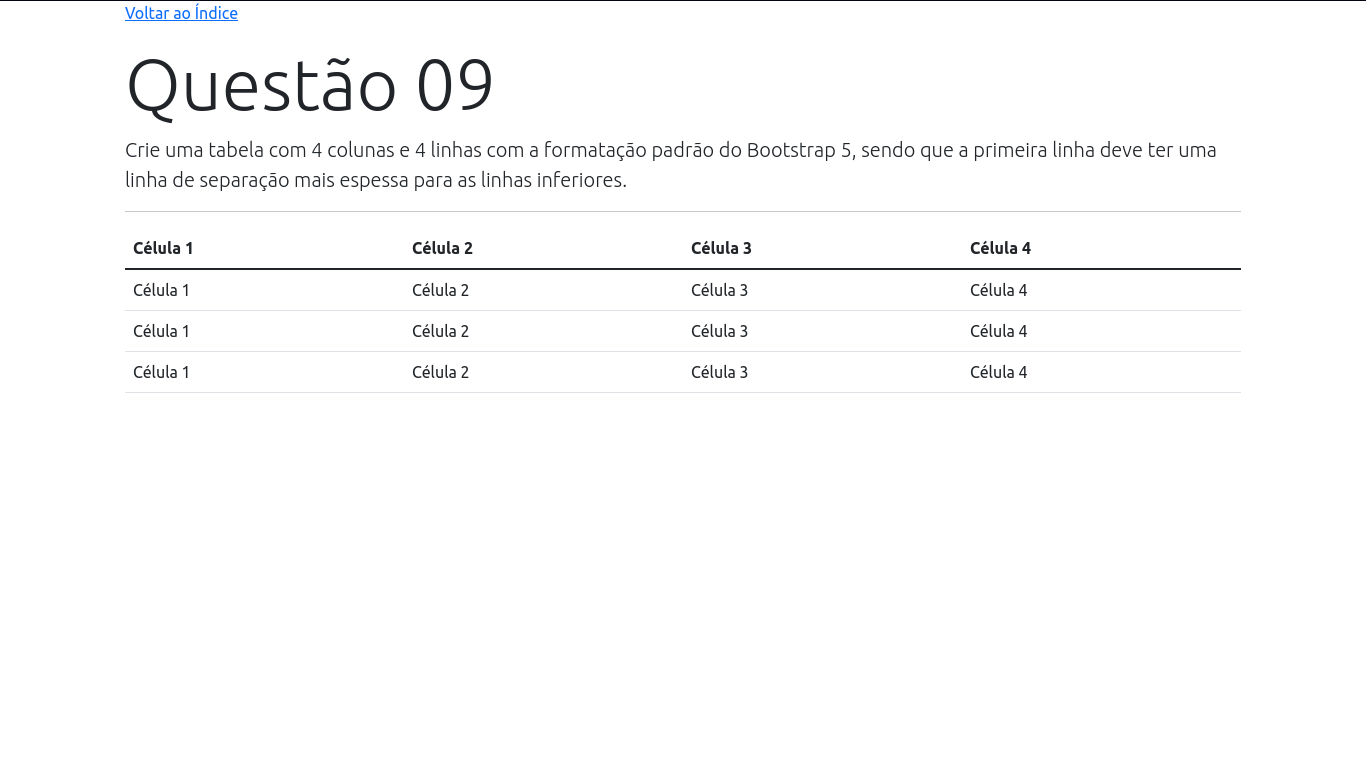 Voltar ao Índice
Questão 09
Crie uma tabela com 4 colunas e 4 linhas com a formatação padrão do Bootstrap 5, sendo que a primeira linha deve ter uma
linha de separação mais espessa para as linhas inferiores.
Célula 1 Célula 2 Célula 3 Célula 4
Célula 1 Célula 2 Célula 3 Célula 4
Célula 1 Célula 2 Célula 3 Célula 4
Célula 1 Célula 2 Célula 3 Célula 4